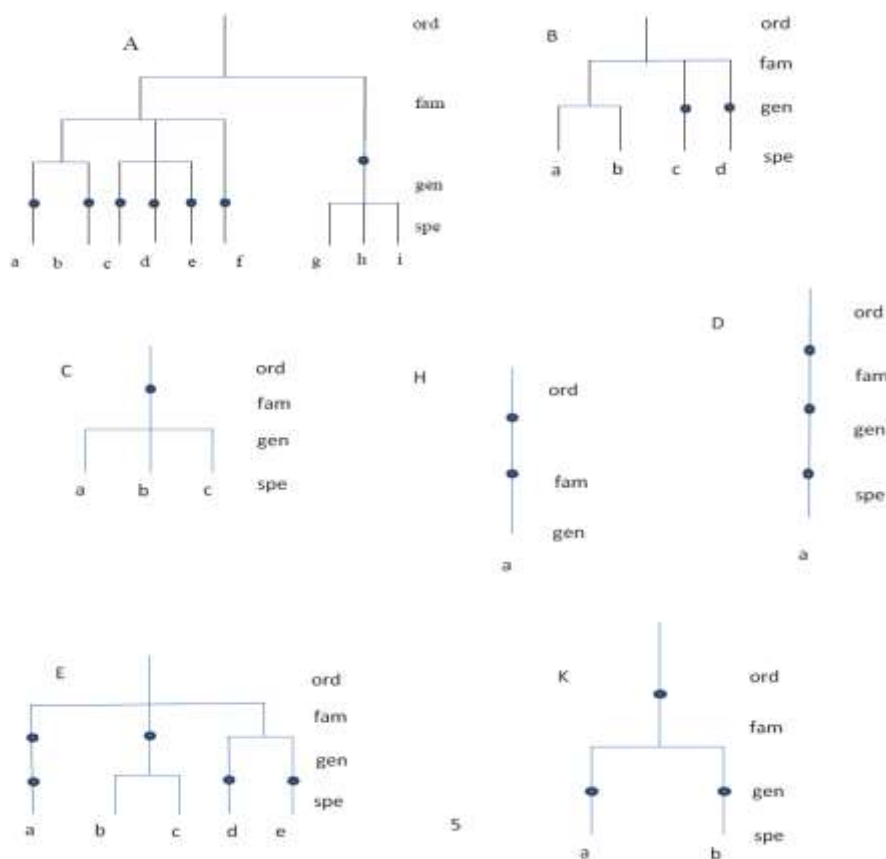 A
ord
fam
gen
spe
a b c d e f g h i
B
ord
fam
gen
spe
a b c d
C
ord
fam
gen
spe
a b c
H
ord
fam
gen
a
D
ord
fam
gen
spe
a
E
ord
fam
gen
spe
a b c d e
K
ord
fam
gen
spe
a b
5